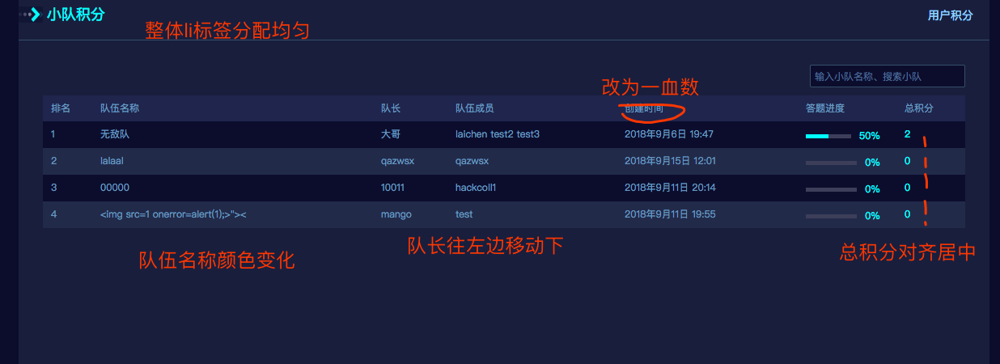 小队积分
用户积分
整体li标签分配均匀
输入小队名称、搜索小队
改为一血数
排名 队伍名称 队长 队伍成员 创建时间 答题进度 总积分
1 无敌队 大哥 laichen test2 test3 2018年9月6日 19:47 50% 2
2 lalaal qazwsx qazwsx 2018年9月15日 12:01 0% 0
3 00000 10011 hackcoll1 2018年9月11日 20:14 0% 0
4 <img src=1 onerror=alert(1);>">< mango test 2018年9月11日 19:55 0% 0
队伍名称颜色变化
队长往左边移动下
总积分对齐居中